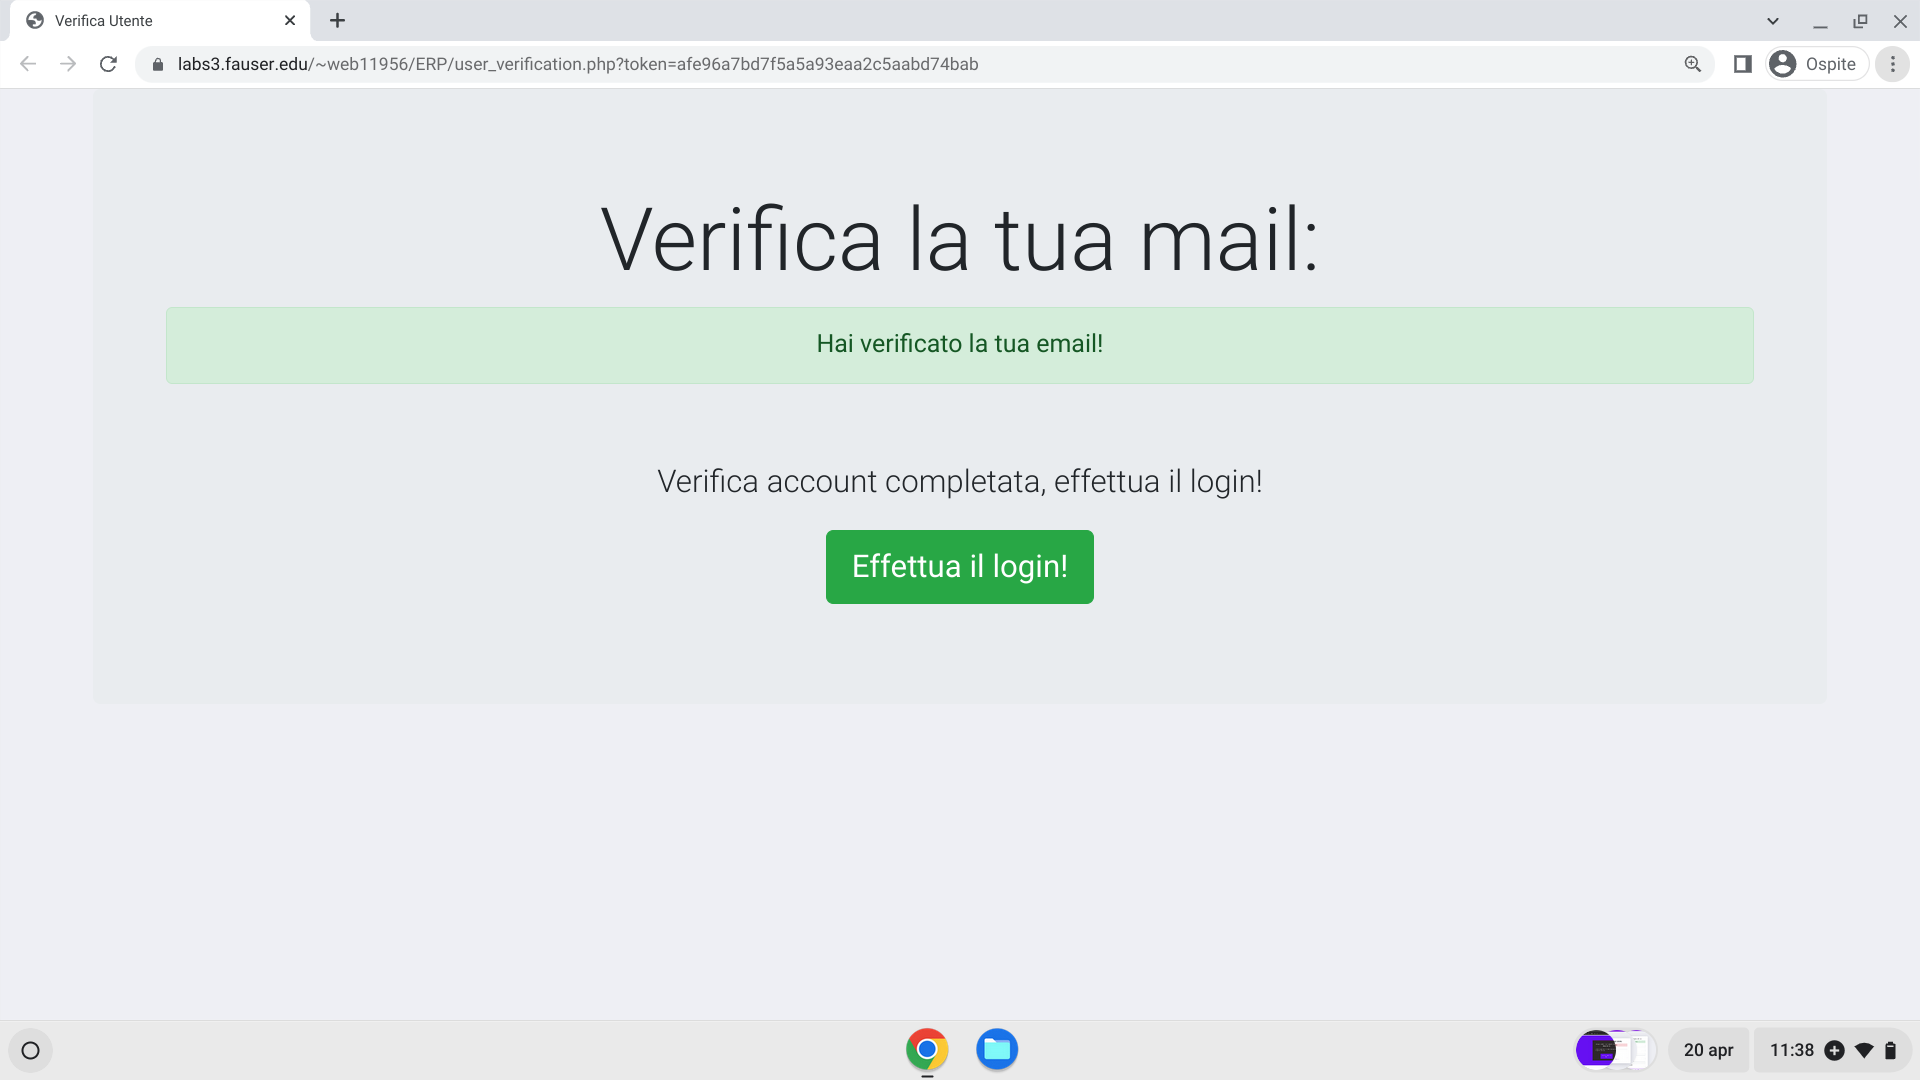 Verifica Utente
labs3.fauser.edu/~web11956/ERP/user_verification.php?token=afe96a7bd7f5a5a93eaa2c5aabd74bab
Ospite
Verifica la tua mail:
Hai verificato la tua email!
Verifica account completata, effettua il login!
Effettua il login!
20 apr
11:38